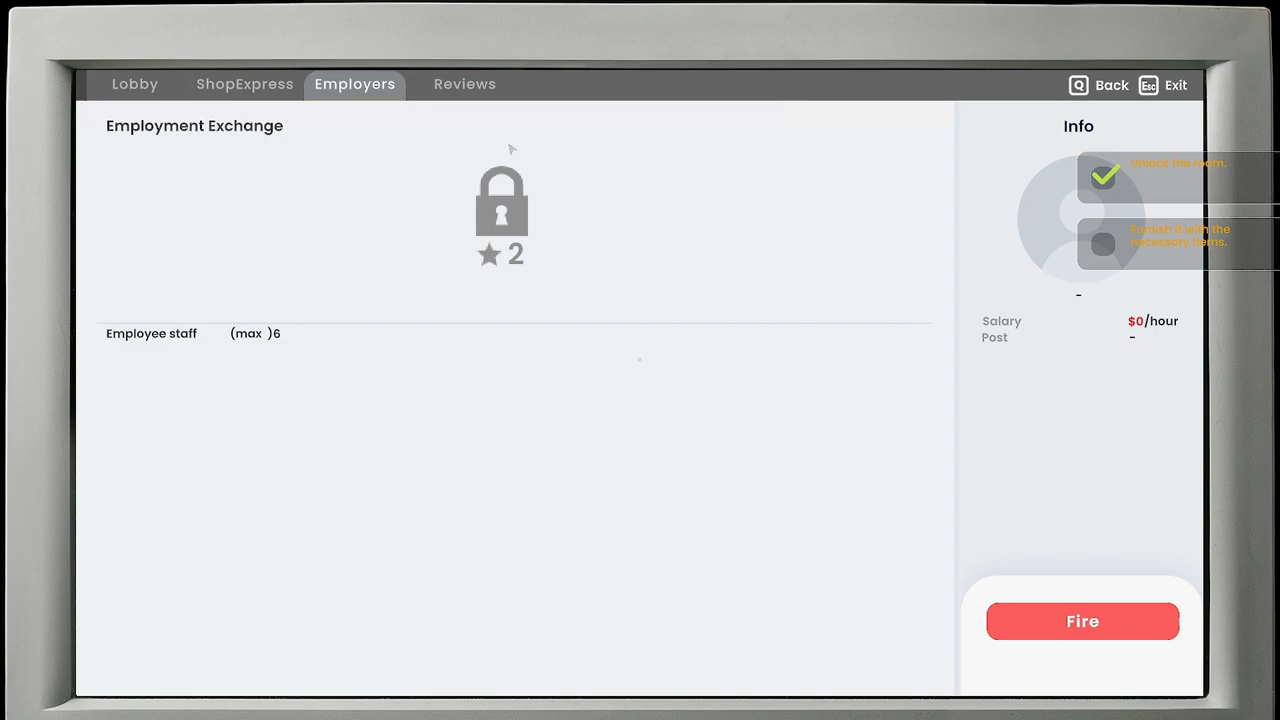 Lobby ShopExpress Employers Reviews Q Back Esc Exit
Employment Exchange
Info
Unlock the room.
2
Furnish it with the
necessary items.
-
Employee staff (max )6
Salary $0/hour
Post -
Fire